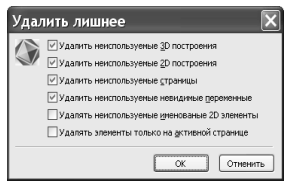 Удалить лишнее
Удалить неиспользуемые 3D построения
Удалить неиспользуемые 2D построения
Удалить неиспользуемые страницы
Удалить неиспользуемые невидимые переменные
Удалять неиспользуемые именованые 2D элементы
Удалять элементы только на активной странице
OK
Отменить